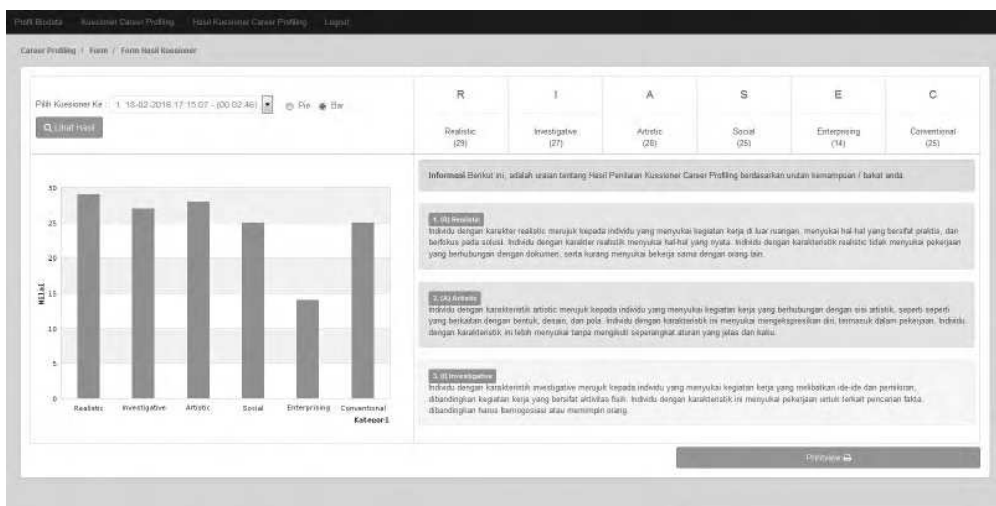 Profil Biodata Kuesioner Career Profiling Hasil Kuesioner Career Profiling Logout
Career Profiling / Form / Form Hasil Kuesioner
Pilih Kuesioner Ke : 1. 18-02-2016 17:15:07 - (00:02:46) Pie Bar
Lihat Hasil
R I A S E C
Realistic Investigative Artistic Social Enterprising Conventional
(29) (27) (28) (25) (14) (25)
Informasi Berikut ini, adalah uraian tentang Hasil Penilaian Kuesioner Career Profiling berdasarkan urutan kemampuan / bakat anda.
1. (R) Realistic
Individu dengan karakter realistic merujuk kepada individu yang menyukai kegiatan kerja di luar ruangan, menyukai hal-hal yang bersifat praktis, dan
berfokus pada solusi. Individu dengan karakter realistik menyukai hal-hal yang nyata. Individu dengan karakteristik realistic tidak menyukai pekerjaan
yang berhubungan dengan dokumen, serta kurang menyukai bekerja sama dengan orang lain.
2. (A) Artistic
Individu dengan karakteristik artistic merujuk kepada individu yang menyukai kegiatan kerja yang berhubungan dengan sisi artistik, seperti seperti
yang berkaitan dengan bentuk, desain, dan pola. Individu dengan karakteristik ini menyukai mengekspresikan diri, termasuk dalam pekerjaan. Individu
dengan karakteristik ini lebih menyukai tanpa mengikuti seperangkat aturan yang jelas dan kaku.
3. (I) Investigative
Individu dengan karakteristik investigative merujuk kepada individu yang menyukai kegiatan kerja yang melibatkan ide-ide dan pemikiran,
dibandingkan kegiatan kerja yang bersifat aktivitas fisik. Individu dengan karakteristik ini menyukai pekerjaan untuk terkait pencarian fakta,
dibandingkan harus bernegosiasi atau memimpin orang.
Nilai
30
25
20
15
10
5
0
Realistic Investigative Artistic Social Enterprising Conventional
Kategori
Printview